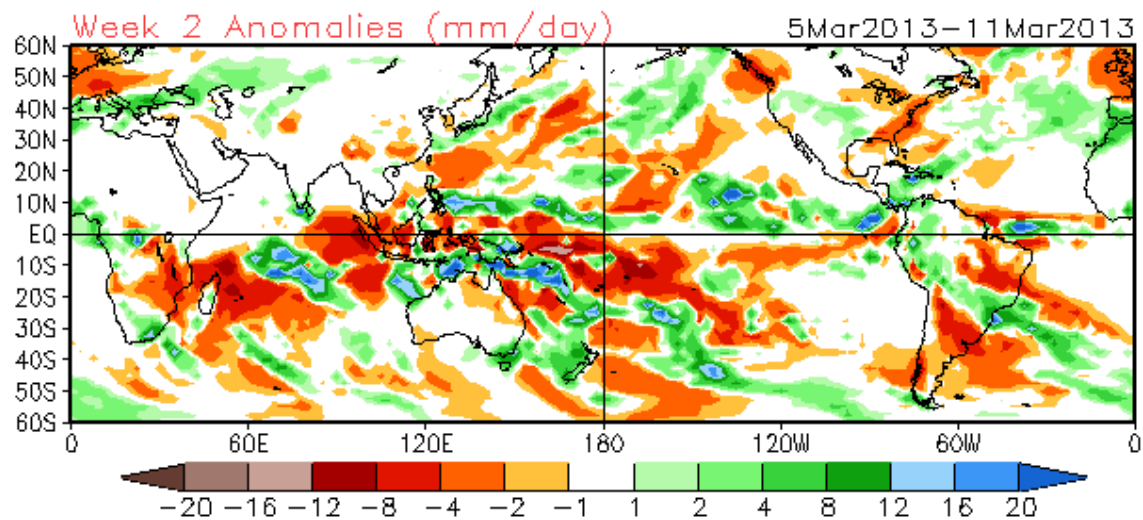 Week 2 Anomalies (mm/day) 5Mar2013−11Mar2013
60N
50N
40N
30N
20N
10N
EQ
10S
20S
30S
40S
50S
60S
0 60E 120E 180 120W 60W 0
−20 −16 −12 −8 −4 −2 −1 1 2 4 8 12 16 20